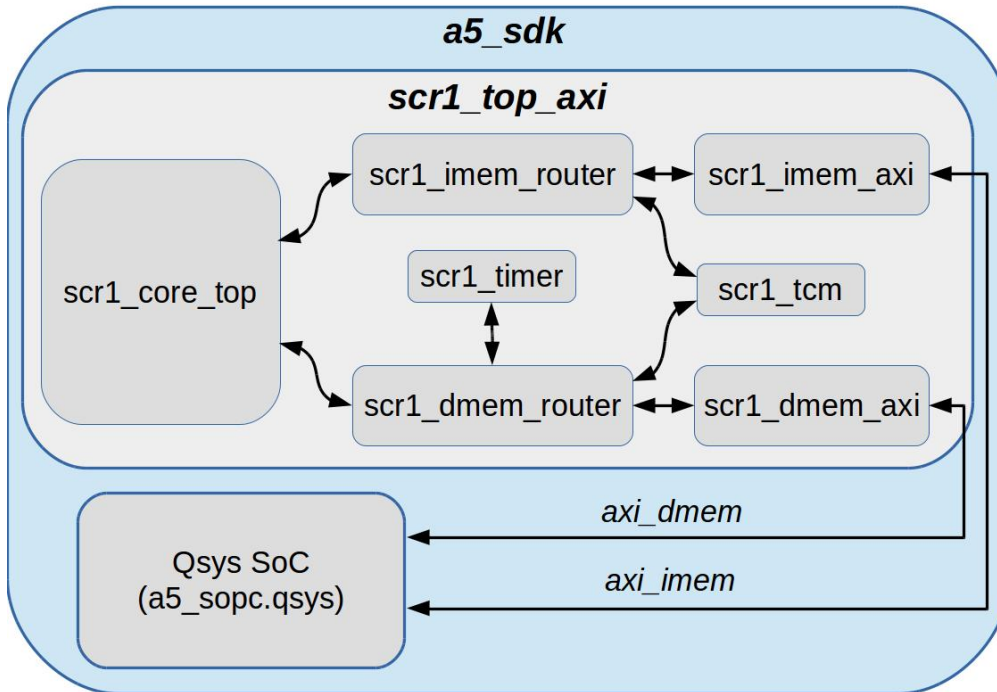 a5_sdk
scr1_top_axi
scr1_imem_router
scr1_imem_axi
scr1_core_top
scr1_timer
scr1_tcm
scr1_dmem_router
scr1_dmem_axi
axi_dmem
Qsys SoC
(a5_sopc.qsys)
axi_imem